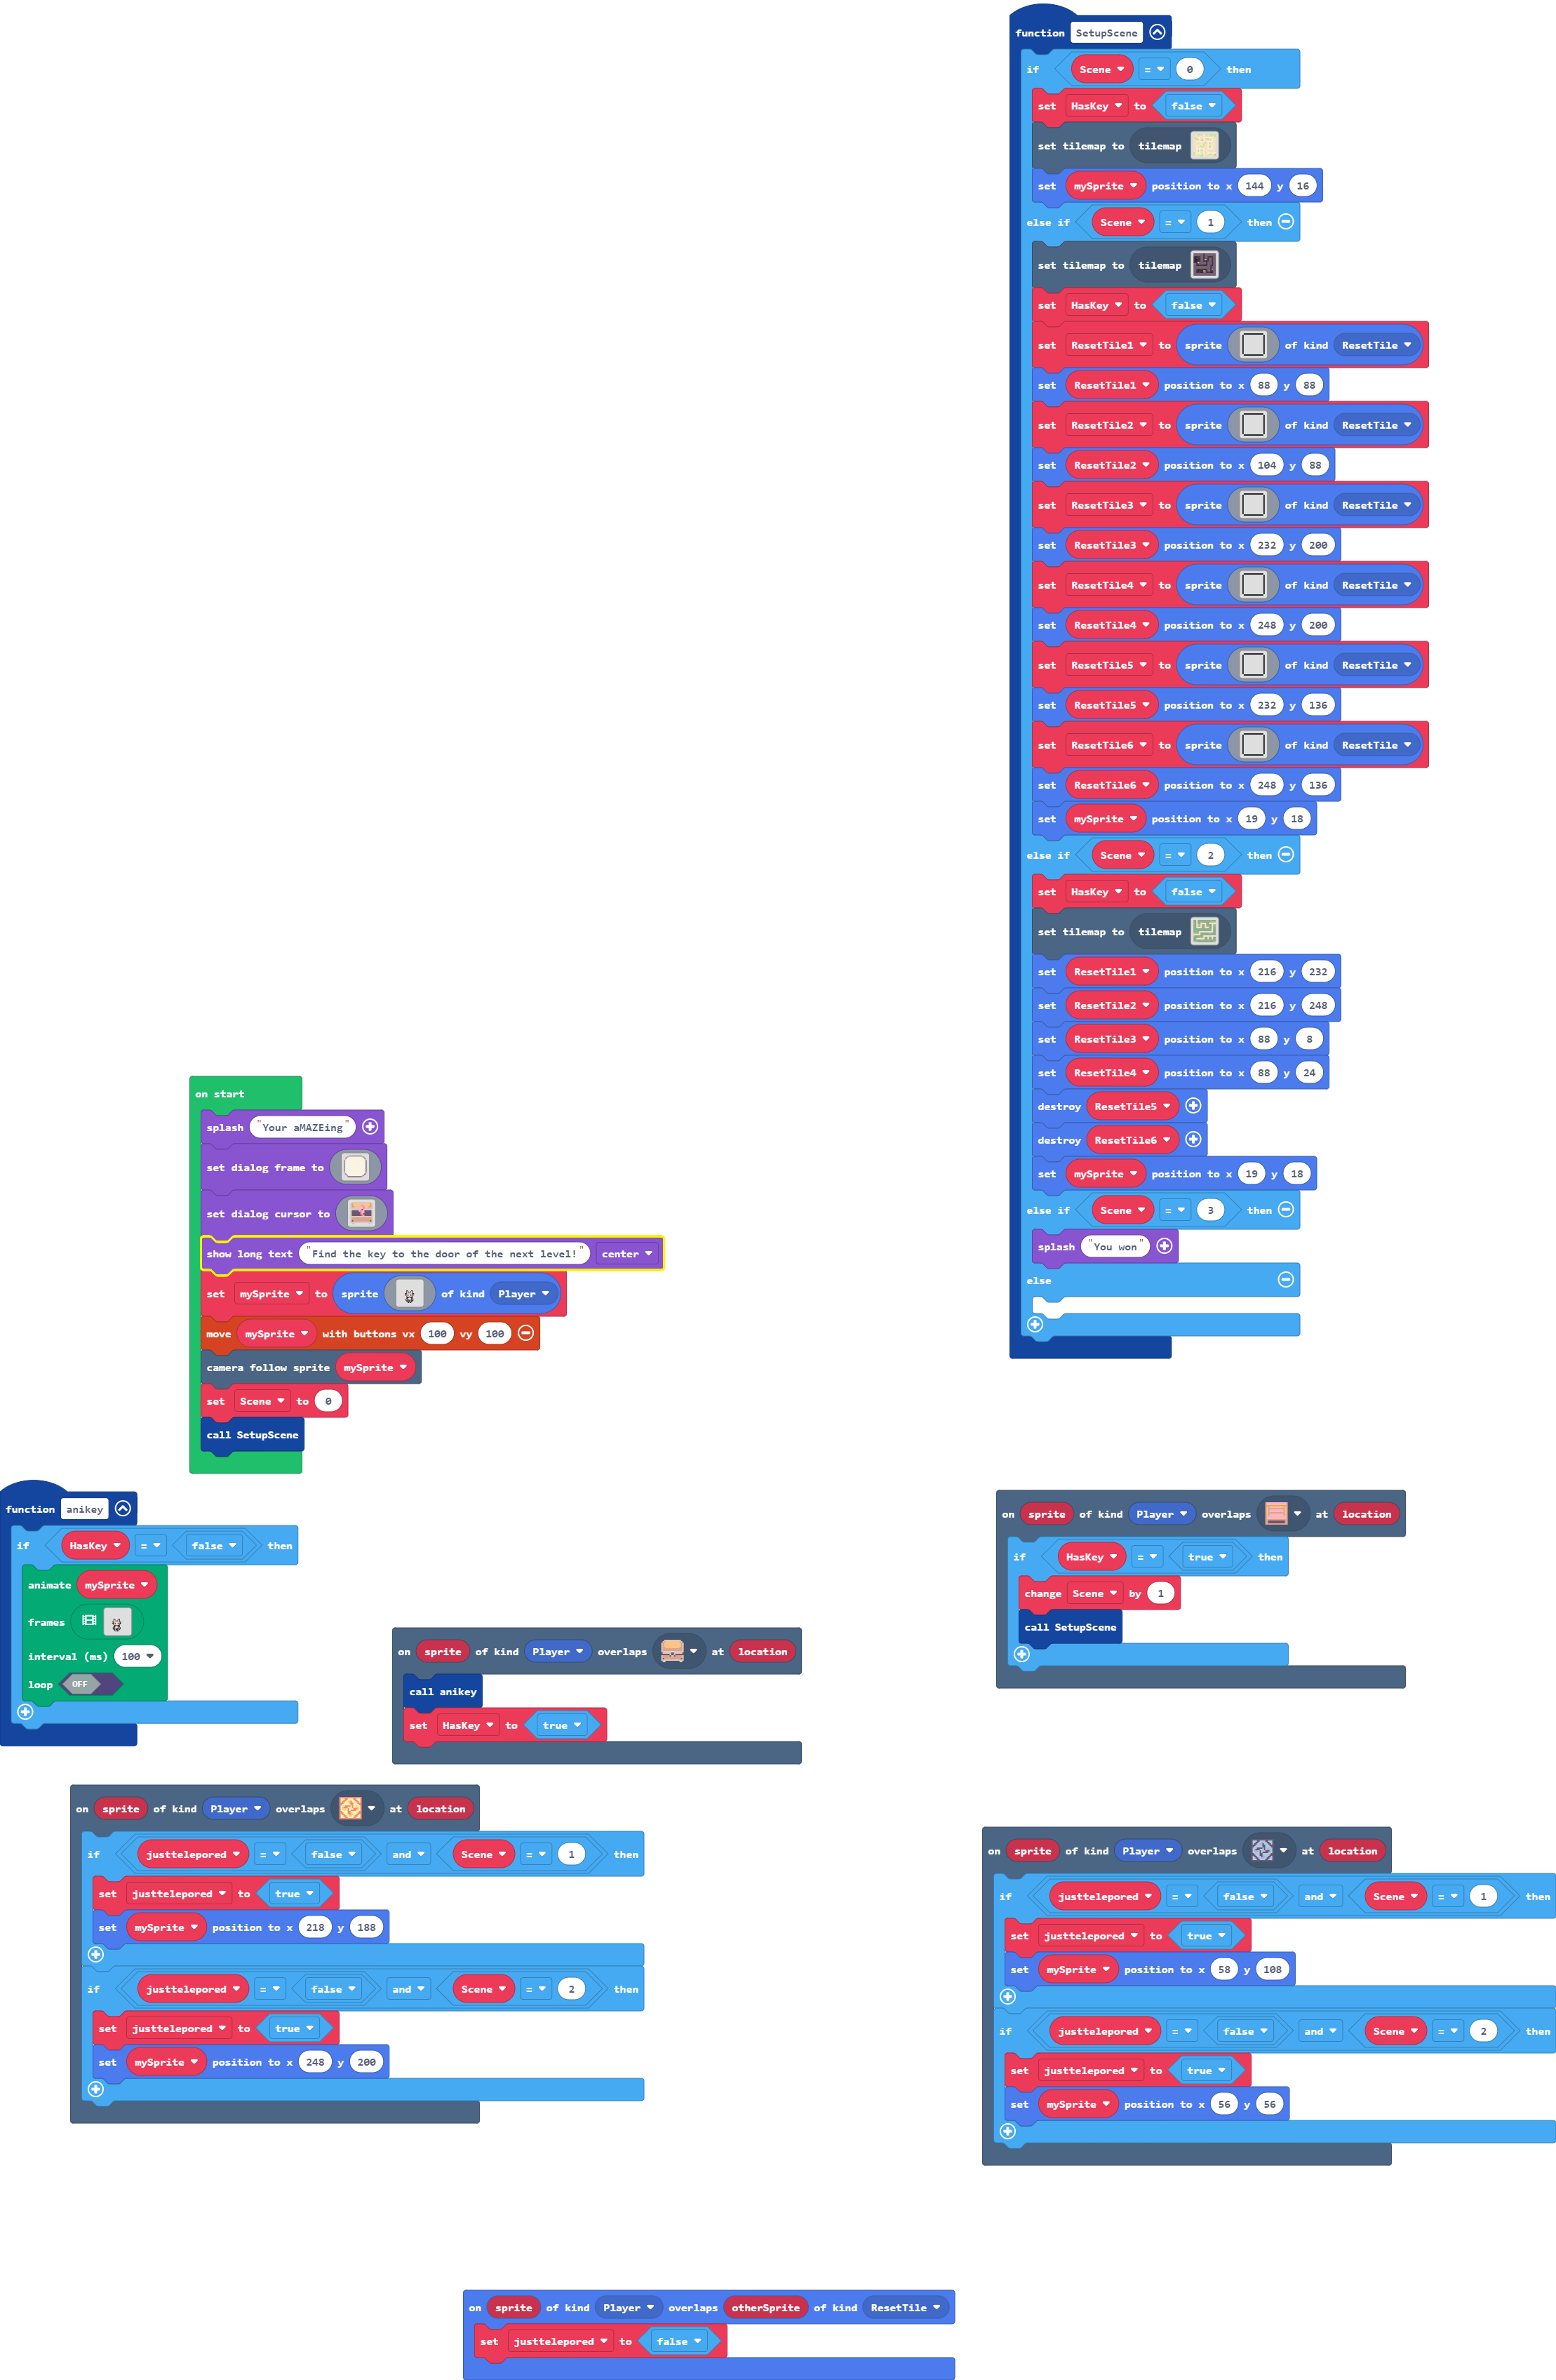 function SetupScene
if Scene = 0 then
set HasKey to false
set tilemap to tilemap
set mySprite position to x 144 y 16
else if Scene = 1 then
set tilemap to tilemap
set HasKey to false
set ResetTile1 to sprite of kind ResetTile
set ResetTile1 position to x 88 y 88
set ResetTile2 to sprite of kind ResetTile
set ResetTile2 position to x 104 y 88
set ResetTile3 to sprite of kind ResetTile
set ResetTile3 position to x 232 y 200
set ResetTile4 to sprite of kind ResetTile
set ResetTile4 position to x 248 y 200
set ResetTile5 to sprite of kind ResetTile
set ResetTile5 position to x 232 y 136
set ResetTile6 to sprite of kind ResetTile
set ResetTile6 position to x 248 y 136
set mySprite position to x 19 y 18
else if Scene = 2 then
set HasKey to false
set tilemap to tilemap
set ResetTile1 position to x 216 y 232
set ResetTile2 position to x 216 y 248
set ResetTile3 position to x 88 y 8
set ResetTile4 position to x 88 y 24
destroy ResetTile5
destroy ResetTile6
set mySprite position to x 19 y 18
else if Scene = 3 then
splash "You won"
else
on start
splash "Your aMAZEing"
set dialog frame to
set dialog cursor to
show long text "Find the key to the door of the next level!" center
set mySprite to sprite of kind Player
move mySprite with buttons vx 100 vy 100
camera follow sprite mySprite
set Scene to 0
call SetupScene
function anikey
if HasKey = false then
animate mySprite
frames
interval (ms) 100
loop OFF
on sprite of kind Player overlaps at location
call anikey
set HasKey to true
on sprite of kind Player overlaps at location
if HasKey = true then
change Scene by 1
call SetupScene
on sprite of kind Player overlaps at location
if justtelepored = false and Scene = 1 then
set justtelepored to true
set mySprite position to x 218 y 188
if justtelepored = false and Scene = 2 then
set justtelepored to true
set mySprite position to x 248 y 200
on sprite of kind Player overlaps at location
if justtelepored = false and Scene = 1 then
set justtelepored to true
set mySprite position to x 58 y 108
if justtelepored = false and Scene = 2 then
set justtelepored to true
set mySprite position to x 56 y 56
on sprite of kind Player overlaps otherSprite of kind ResetTile
set justtelepored to false